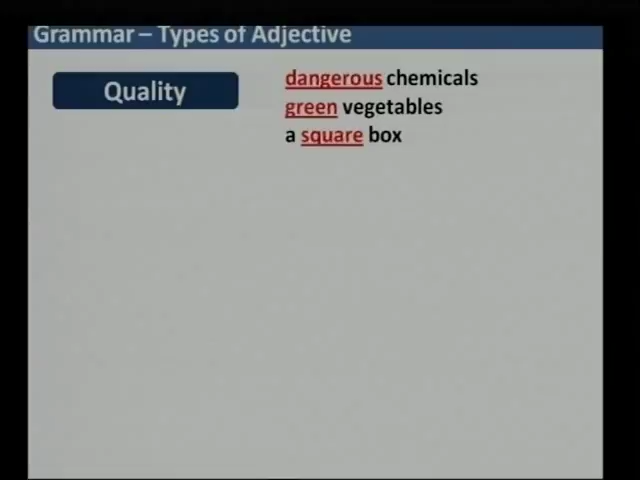 Grammar – Types of Adjective
Quality
dangerous chemicals
green vegetables
a square box